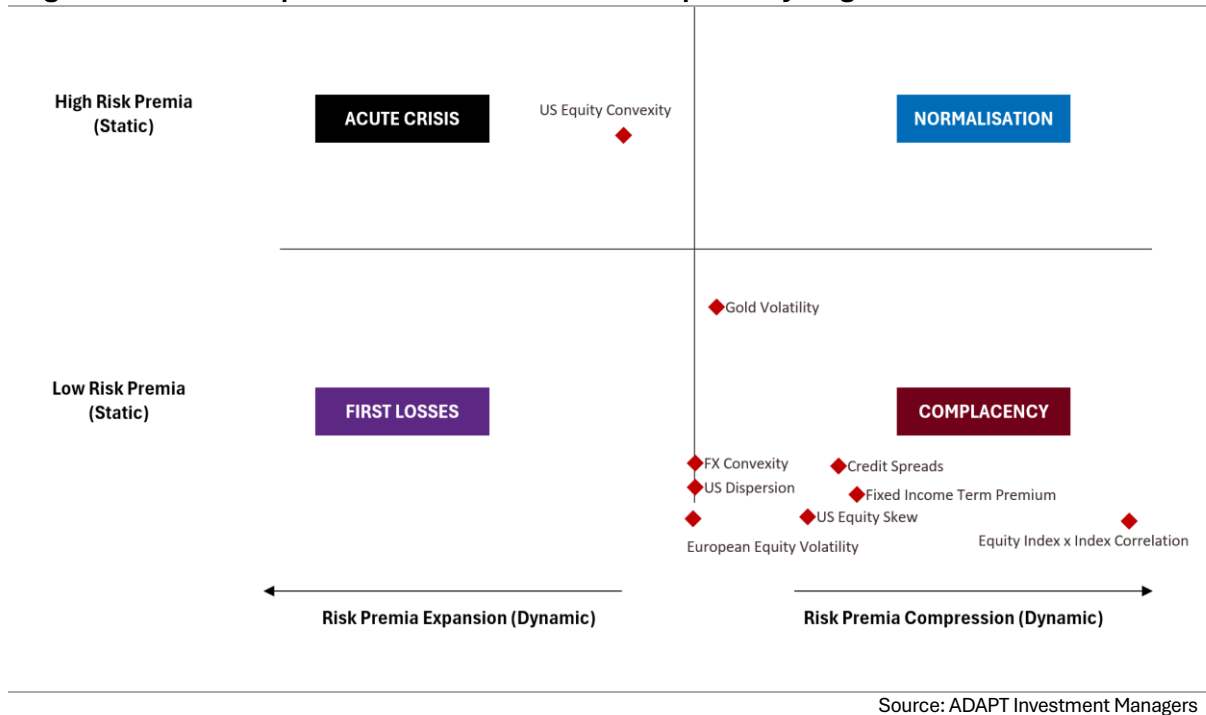 High Risk Premia
(Static)
ACUTE CRISIS
US Equity Convexity
NORMALISATION
Gold Volatility
Low Risk Premia
(Static)
FIRST LOSSES
COMPLACENCY
FX Convexity
Credit Spreads
US Dispersion
Fixed Income Term Premium
US Equity Skew
European Equity Volatility
Equity Index x Index Correlation
Risk Premia Expansion (Dynamic)
Risk Premia Compression (Dynamic)
Source: ADAPT Investment Managers